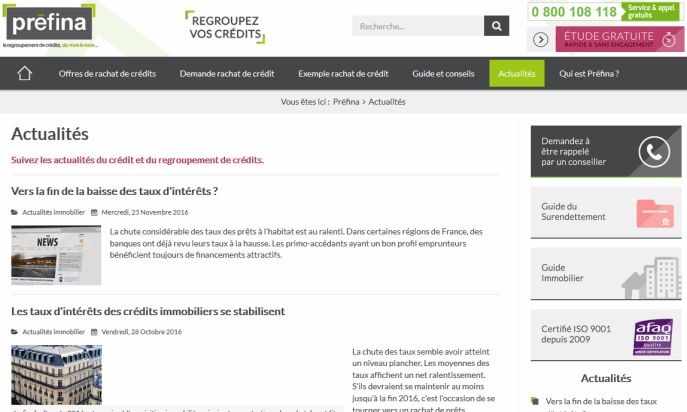 préfina
le regroupement de crédits, de vous à nous...
REGROUPEZ
VOS CRÉDITS
Recherche...
0 800 108 118
Service & appel
gratuits
ÉTUDE GRATUITE
RAPIDE & SANS ENGAGEMENT
Offres de rachat de crédits
Demande rachat de crédit
Exemple rachat de crédit
Guide et conseils
Actualités
Qui est Préfina ?
Vous êtes ici : Préfina > Actualités
Actualités
Suivez les actualités du crédit et du regroupement de crédits.
Vers la fin de la baisse des taux d'intérêts ?
Actualités immobilier Mercredi, 23 Novembre 2016
NEWS
La chute considérable des taux des prêts à l'habitat est au ralenti. Dans certaines régions de France, des
banques ont déjà revu leurs taux à la hausse. Les primo-accédants ayant un bon profil emprunteurs
bénéficient toujours de financements attractifs.
Les taux d'intérêts des crédits immobiliers se stabilisent
Actualités immobilier Vendredi, 28 Octobre 2016
La chute des taux semble avoir atteint
un niveau plancher. Les moyennes des
taux affichent un net ralentissement.
S'ils devraient se maintenir au moins
jusqu'à la fin 2016, c'est l'occasion de se
tourner vers un rachat de prêts
Demandez à
être rappelé
par un conseiller
Guide du
Surendettement
Guide
Immobilier
Certifié ISO 9001
depuis 2009
afaq
ISO 9001
Qualité
AFNOR CERTIFICATION
Actualités
Vers la fin de la baisse des taux